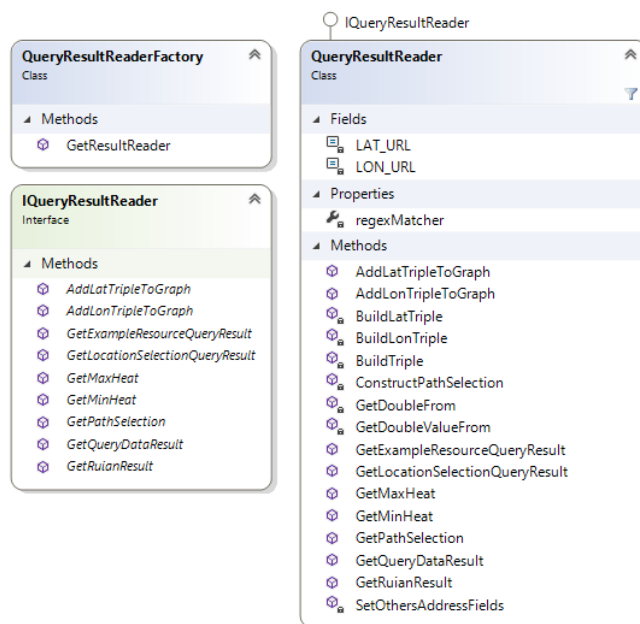 QueryResultReaderFactory
Class
Methods
GetResultReader
IQueryResultReader
Interface
Methods
AddLatTripleToGraph
AddLonTripleToGraph
GetExampleResourceQueryResult
GetLocationSelectionQueryResult
GetMaxHeat
GetMinHeat
GetPathSelection
GetQueryDataResult
GetRuianResult
IQueryResultReader
QueryResultReader
Class
Fields
LAT_URL
LON_URL
Properties
regexMatcher
Methods
AddLatTripleToGraph
AddLonTripleToGraph
BuildLatTriple
BuildLonTriple
BuildTriple
ConstructPathSelection
GetDoubleFrom
GetDoubleValueFrom
GetExampleResourceQueryResult
GetLocationSelectionQueryResult
GetMaxHeat
GetMinHeat
GetPathSelection
GetQueryDataResult
GetRuianResult
SetOthersAddressFields